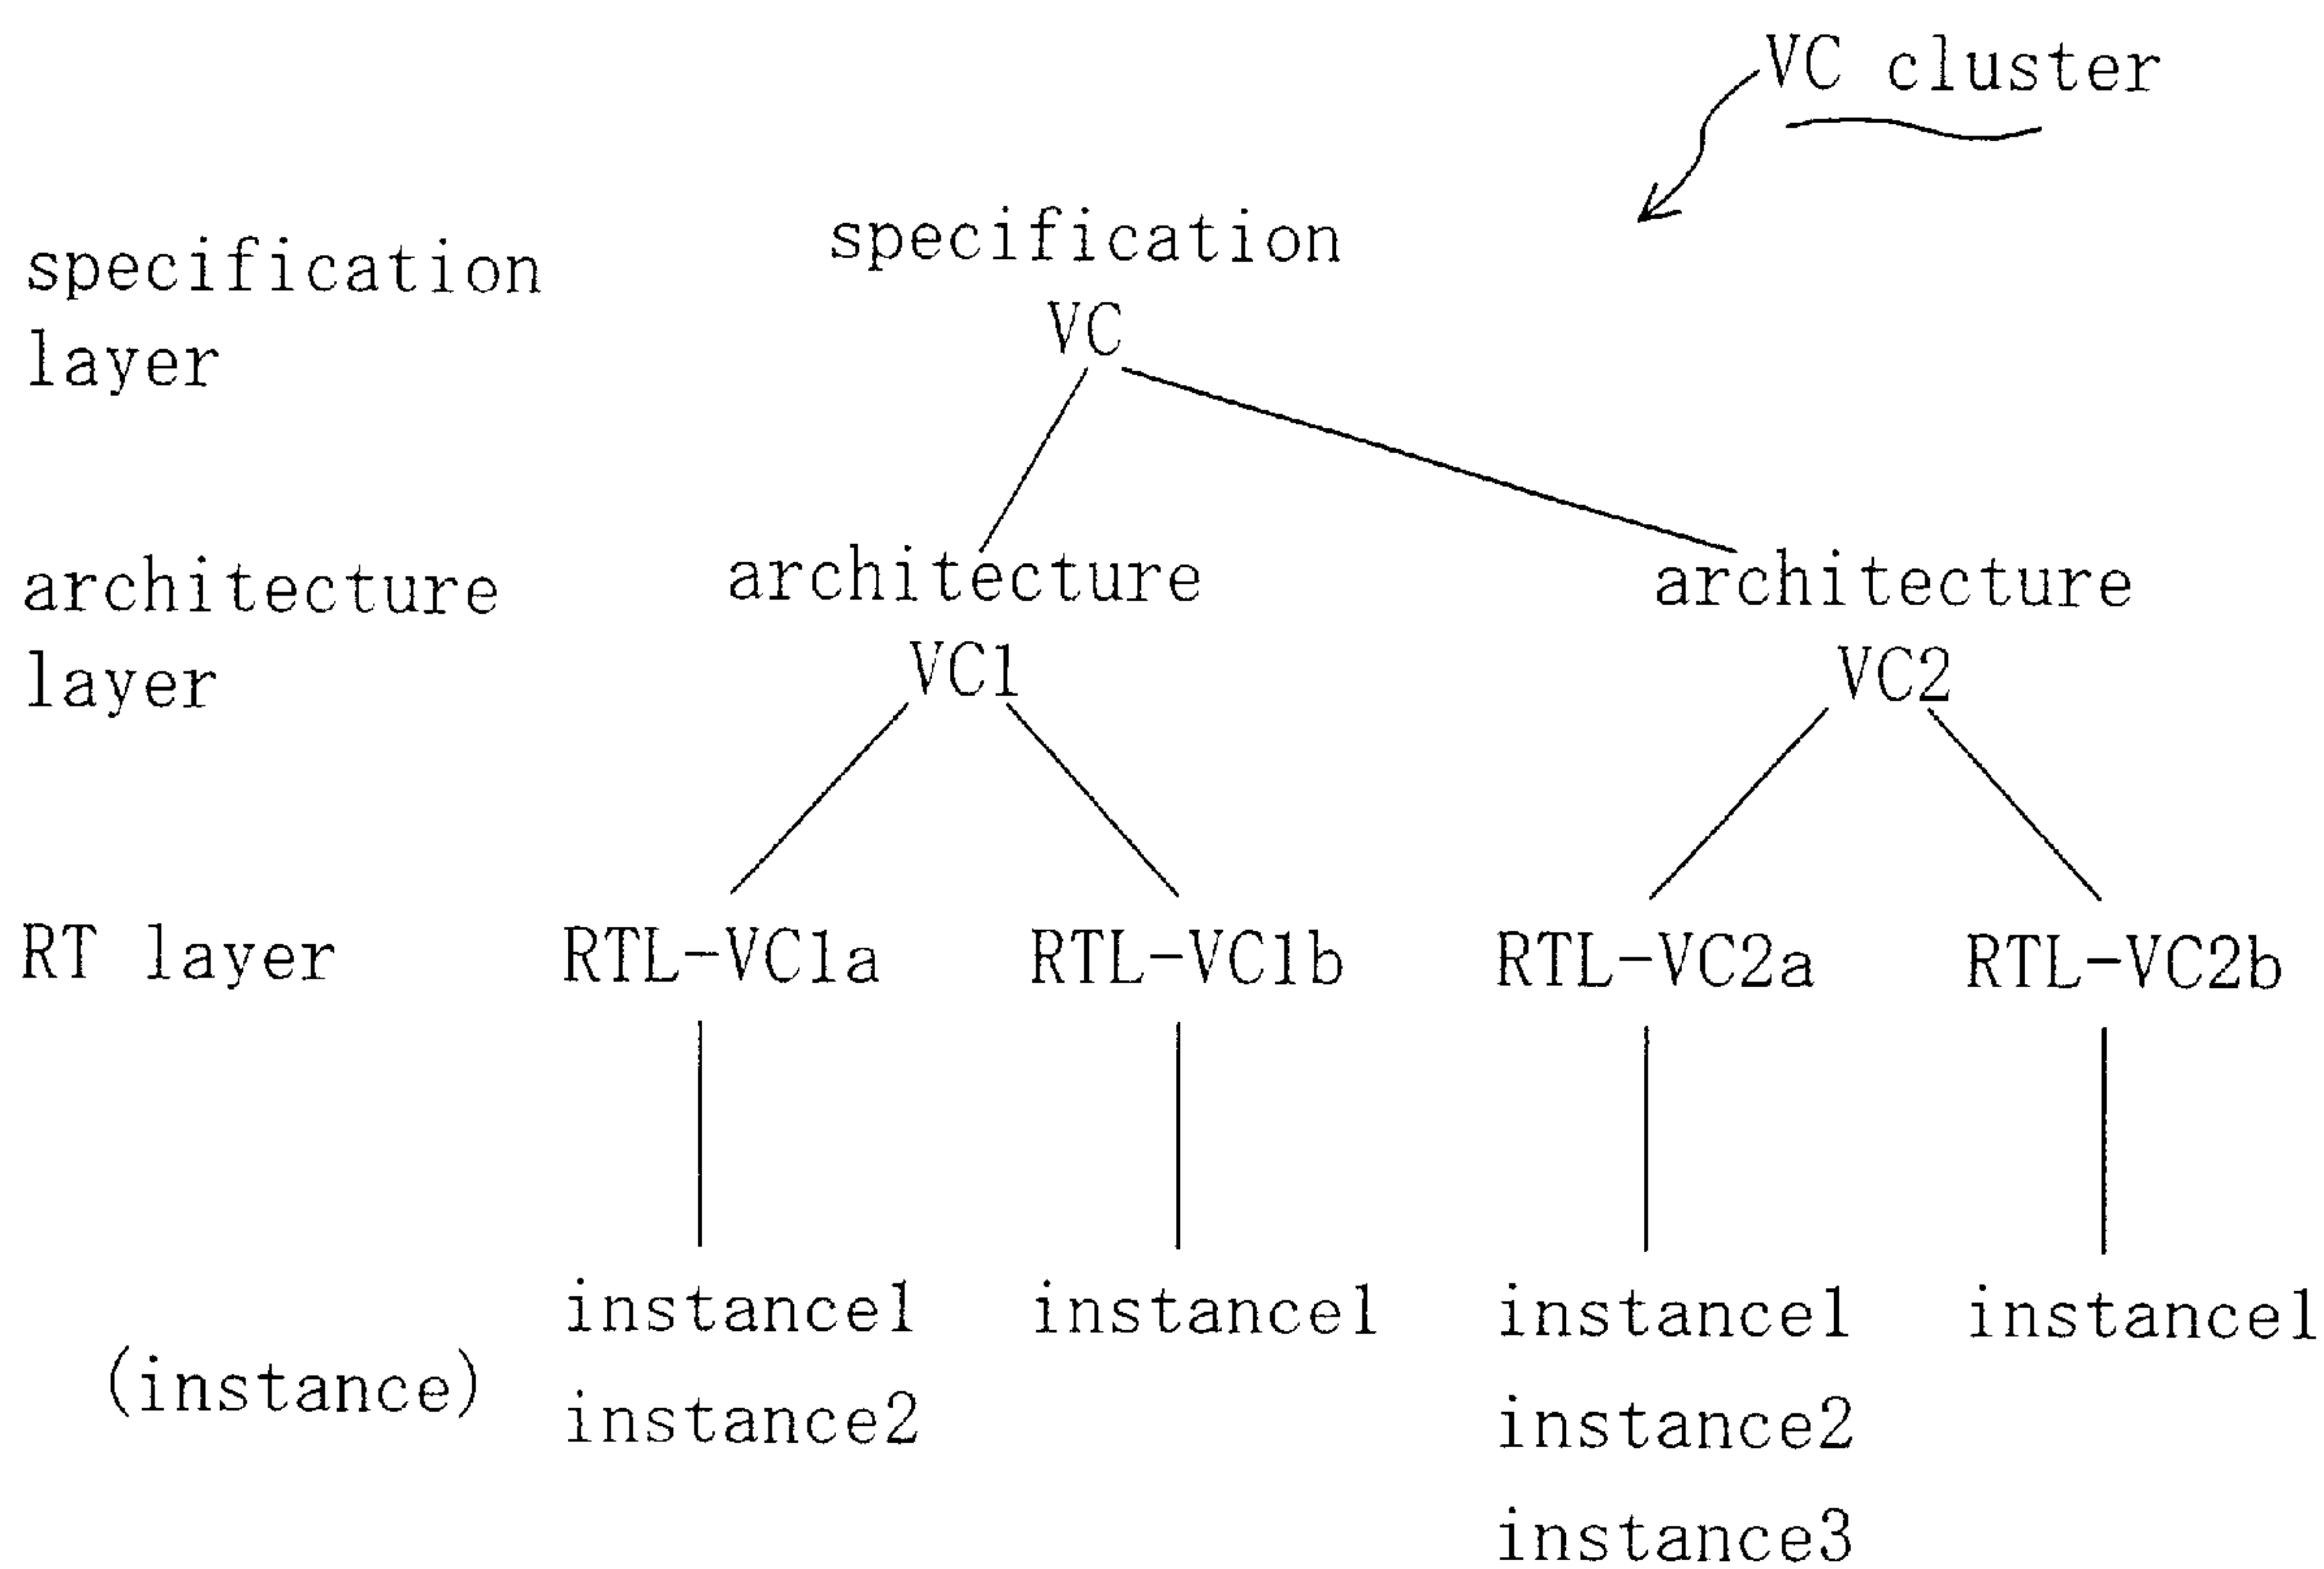 VC cluster
specification
VC
specification
layer
architecture
VC1
architecture
VC2
architecture
layer
RT layer
RTL-VC1a
RTL-VC1b
RTL-VC2a
RTL-VC2b
instance1
instance1
instance1
instance1
(instance)
instance2
instance2
instance3